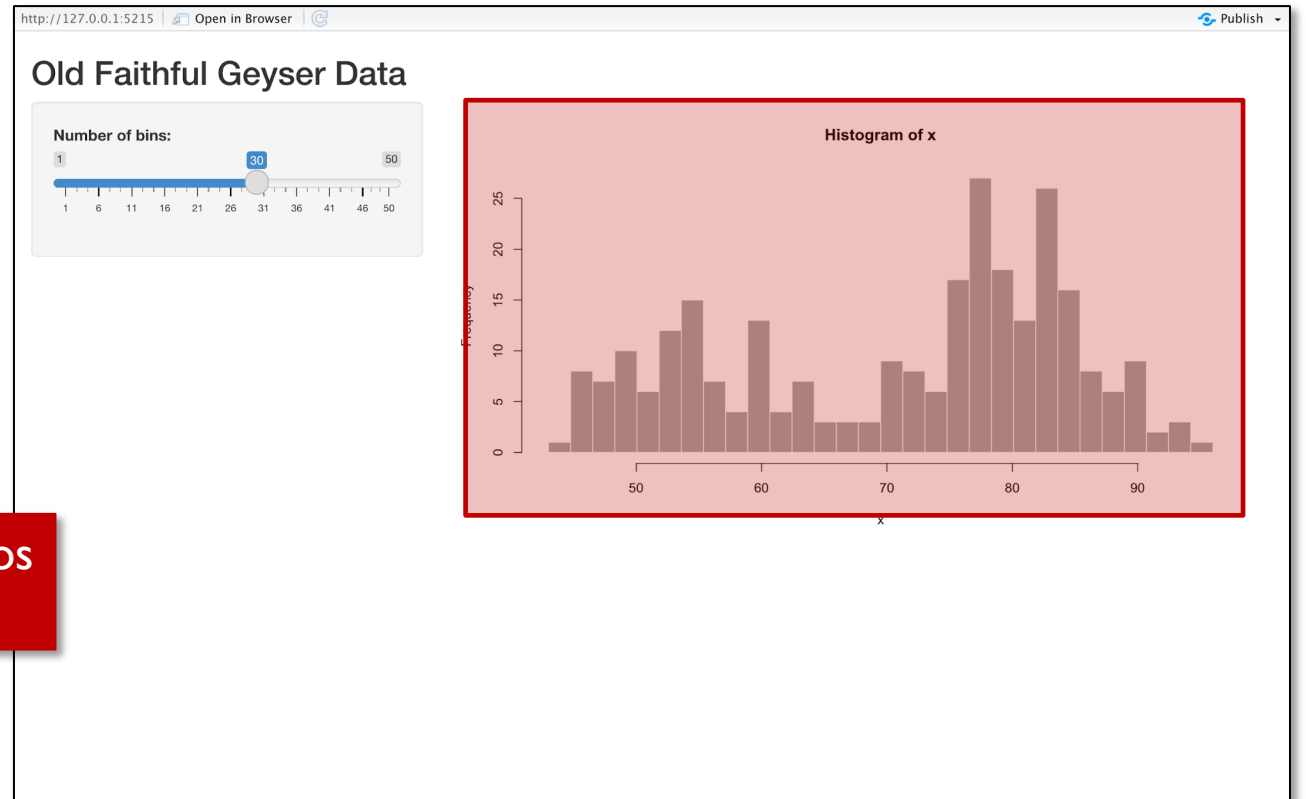 http://127.0.0.1:5215 Open in Browser Publish
Old Faithful Geyser Data
Number of bins:
1 30 50
1 6 11 16 21 26 31 36 41 46 50
Histogram of x
Frequency
25
20
15
10
5
0
50 60 70 80 90
x
os